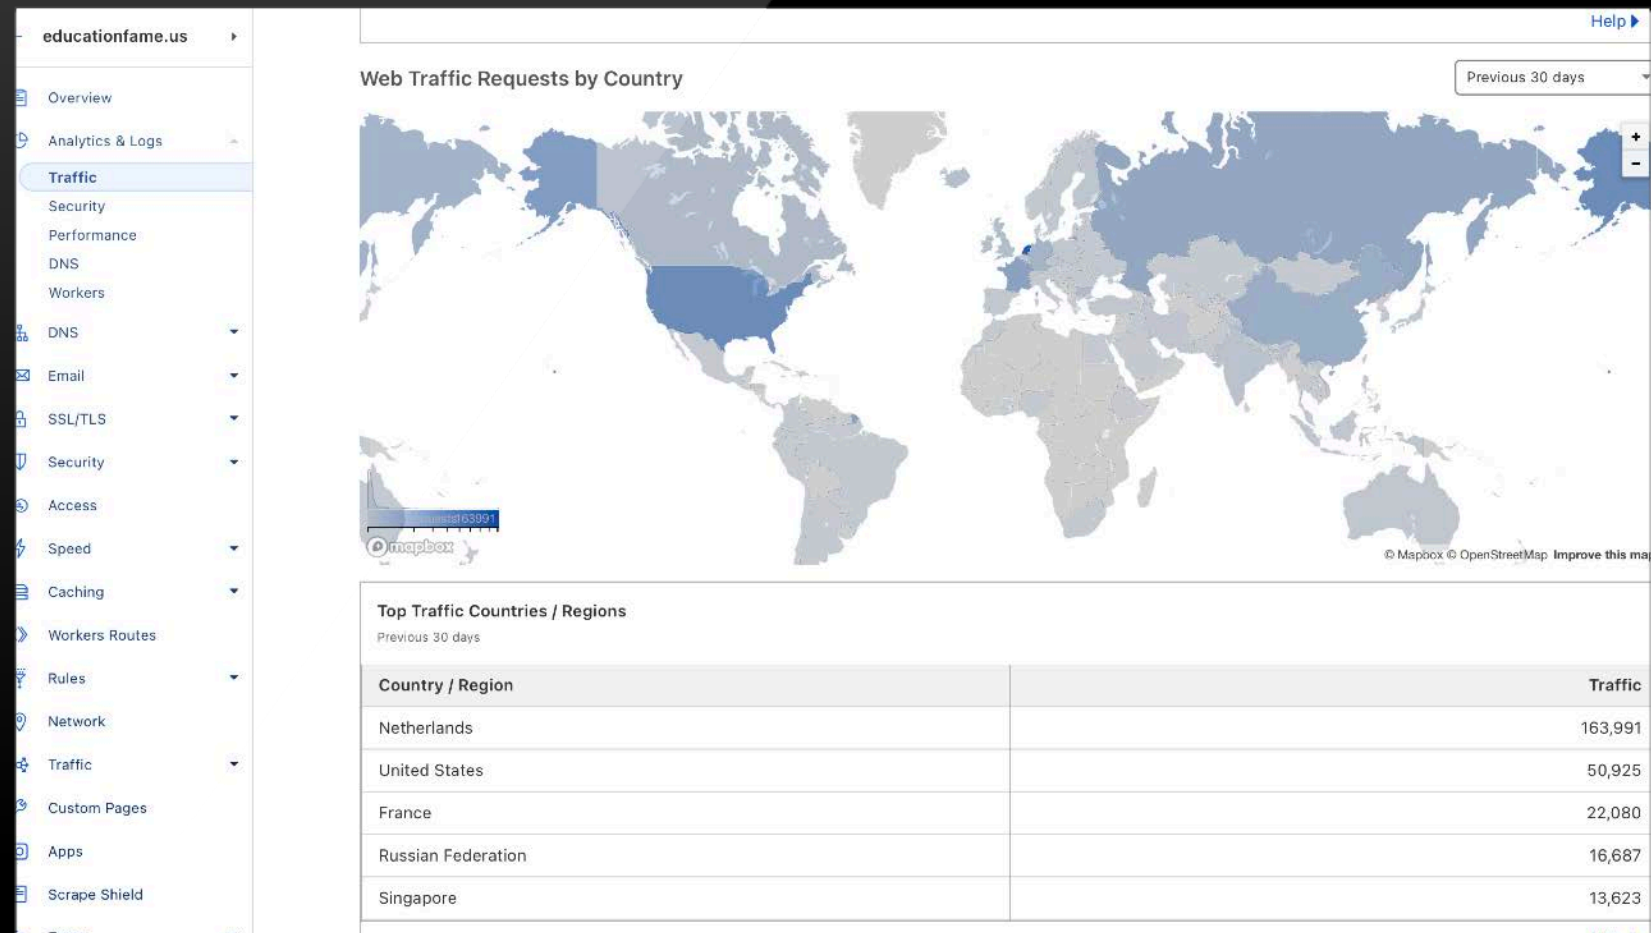 educationfame.us
Help
Web Traffic Requests by Country
Previous 30 days
Overview
Analytics & Logs
Traffic
Security
Performance
DNS
Workers
DNS
Email
SSL/TLS
Security
Access
Speed
Caching
Workers Routes
Rules
Network
Traffic
Custom Pages
Apps
Scrape Shield
+
−
163991
mapbox
© Mapbox © OpenStreetMap Improve this map
Top Traffic Countries / Regions
Previous 30 days
Country / Region Traffic
Netherlands 163,991
United States 50,925
France 22,080
Russian Federation 16,687
Singapore 13,623